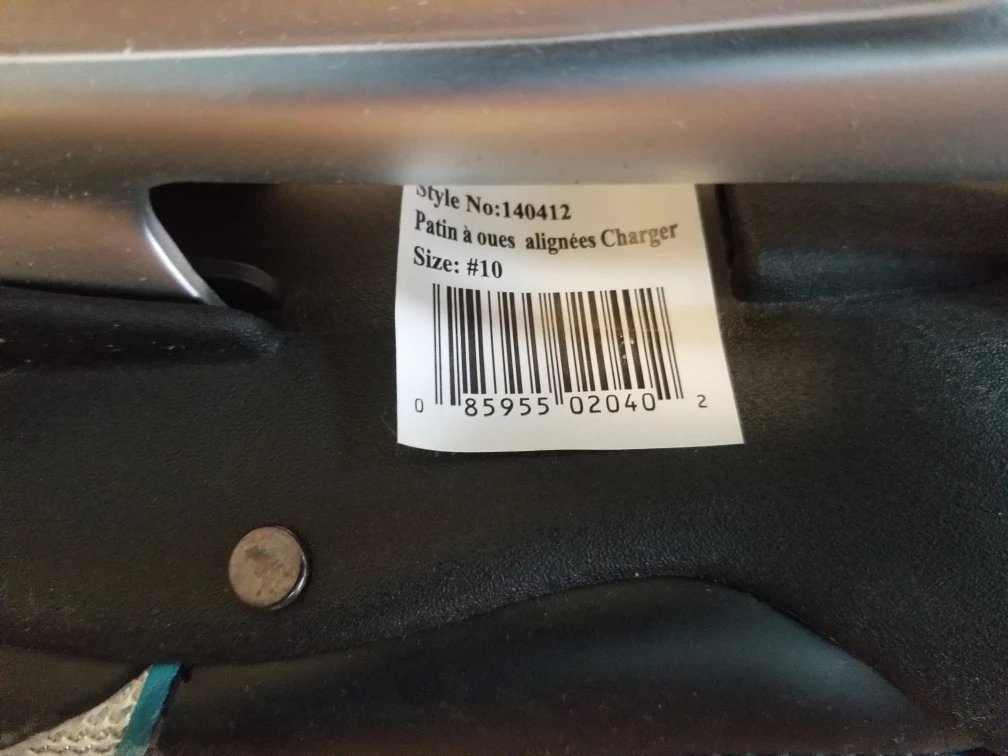 Style No:140412
Patin à oues alignées Charger
Size: #10
0 85955 02040 2